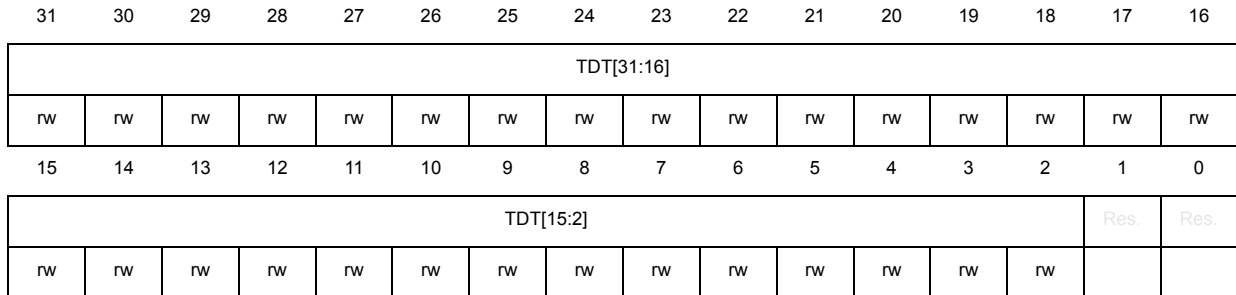 31 30 29 28 27 26 25 24 23 22 21 20 19 18 17 16
TDT[31:16]
rw rw rw rw rw rw rw rw rw rw rw rw rw rw rw rw
15 14 13 12 11 10 9 8 7 6 5 4 3 2 1 0
TDT[15:2] Res. Res.
rw rw rw rw rw rw rw rw rw rw rw rw rw rw